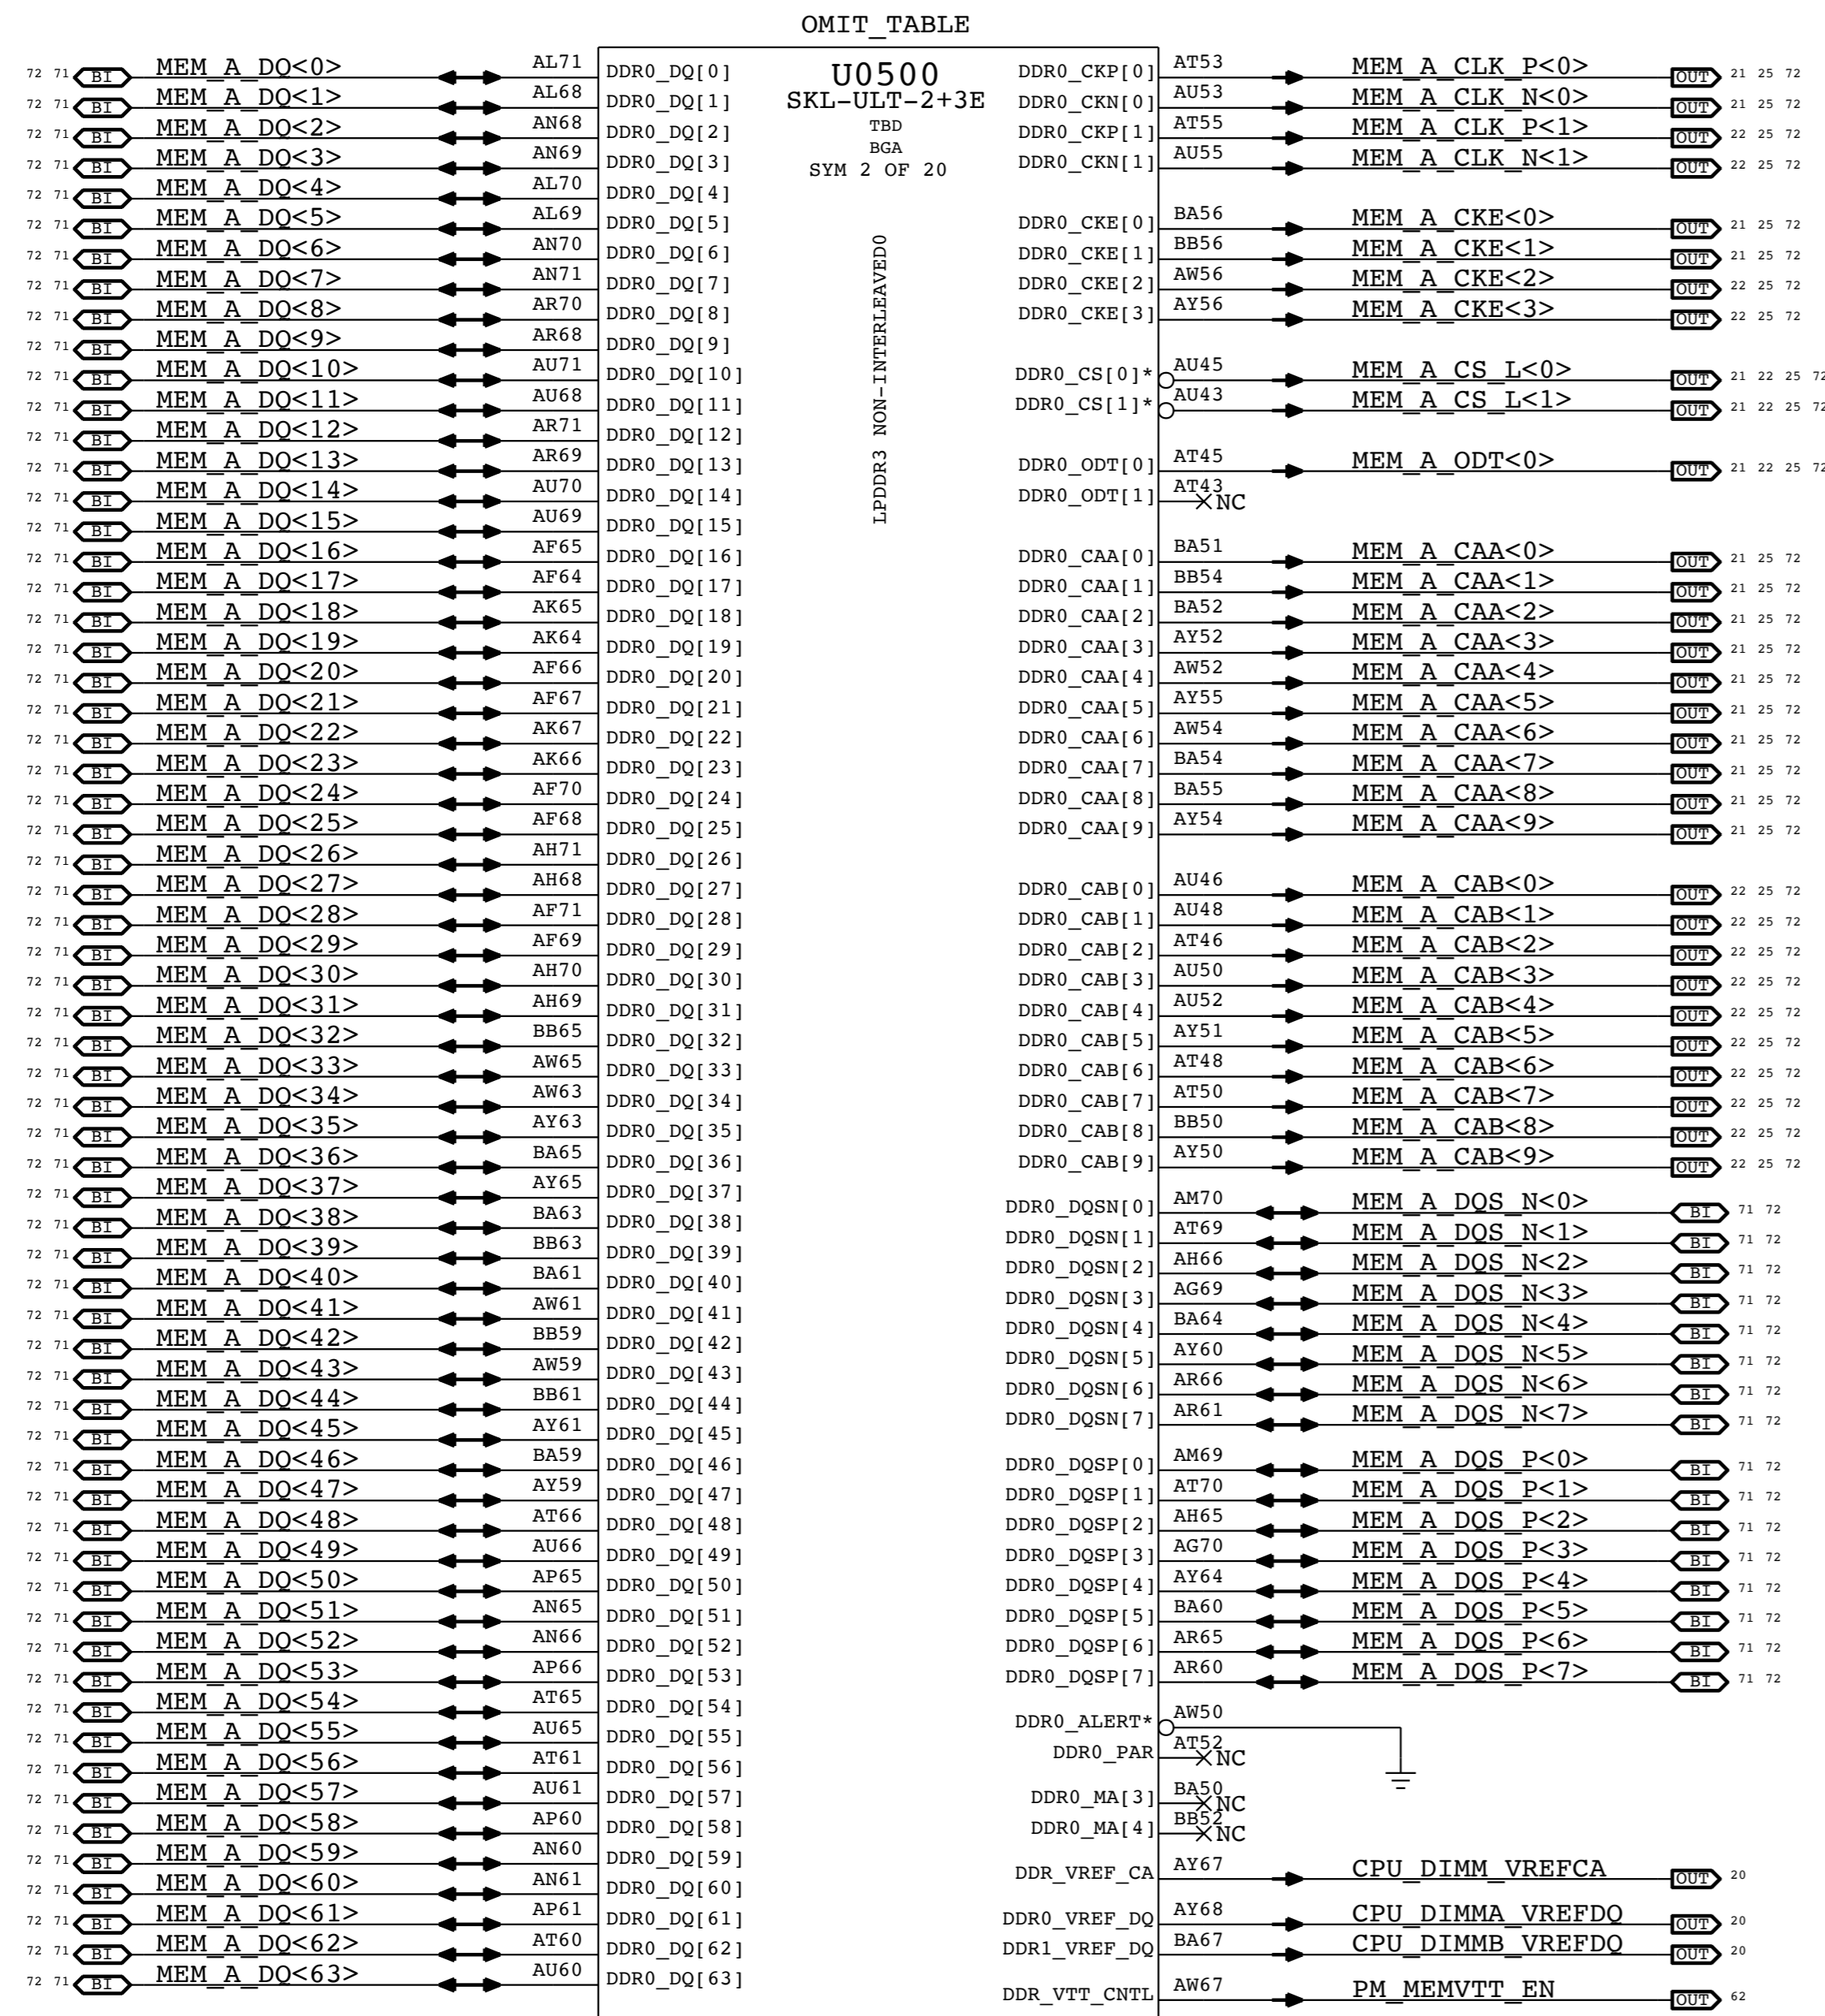 OMIT_TABLE
72 71 BI MEM_A_DQ<0> AL71 DDR0_DQ[0]
72 71 BI MEM_A_DQ<1> AL68 DDR0_DQ[1]
72 71 BI MEM_A_DQ<2> AN68 DDR0_DQ[2]
72 71 BI MEM_A_DQ<3> AN69 DDR0_DQ[3]
72 71 BI MEM_A_DQ<4> AL70 DDR0_DQ[4]
72 71 BI MEM_A_DQ<5> AL69 DDR0_DQ[5]
72 71 BI MEM_A_DQ<6> AN70 DDR0_DQ[6]
72 71 BI MEM_A_DQ<7> AN71 DDR0_DQ[7]
72 71 BI MEM_A_DQ<8> AR70 DDR0_DQ[8]
72 71 BI MEM_A_DQ<9> AR68 DDR0_DQ[9]
72 71 BI MEM_A_DQ<10> AU71 DDR0_DQ[10]
72 71 BI MEM_A_DQ<11> AU68 DDR0_DQ[11]
72 71 BI MEM_A_DQ<12> AR71 DDR0_DQ[12]
72 71 BI MEM_A_DQ<13> AR69 DDR0_DQ[13]
72 71 BI MEM_A_DQ<14> AU70 DDR0_DQ[14]
72 71 BI MEM_A_DQ<15> AU69 DDR0_DQ[15]
72 71 BI MEM_A_DQ<16> AF65 DDR0_DQ[16]
72 71 BI MEM_A_DQ<17> AF64 DDR0_DQ[17]
72 71 BI MEM_A_DQ<18> AK65 DDR0_DQ[18]
72 71 BI MEM_A_DQ<19> AK64 DDR0_DQ[19]
72 71 BI MEM_A_DQ<20> AF66 DDR0_DQ[20]
72 71 BI MEM_A_DQ<21> AF67 DDR0_DQ[21]
72 71 BI MEM_A_DQ<22> AK67 DDR0_DQ[22]
72 71 BI MEM_A_DQ<23> AK66 DDR0_DQ[23]
72 71 BI MEM_A_DQ<24> AF70 DDR0_DQ[24]
72 71 BI MEM_A_DQ<25> AF68 DDR0_DQ[25]
72 71 BI MEM_A_DQ<26> AH71 DDR0_DQ[26]
72 71 BI MEM_A_DQ<27> AH68 DDR0_DQ[27]
72 71 BI MEM_A_DQ<28> AF71 DDR0_DQ[28]
72 71 BI MEM_A_DQ<29> AF69 DDR0_DQ[29]
72 71 BI MEM_A_DQ<30> AH70 DDR0_DQ[30]
72 71 BI MEM_A_DQ<31> AH69 DDR0_DQ[31]
72 71 BI MEM_A_DQ<32> BB65 DDR0_DQ[32]
72 71 BI MEM_A_DQ<33> AW65 DDR0_DQ[33]
72 71 BI MEM_A_DQ<34> AW63 DDR0_DQ[34]
72 71 BI MEM_A_DQ<35> AY63 DDR0_DQ[35]
72 71 BI MEM_A_DQ<36> BA65 DDR0_DQ[36]
72 71 BI MEM_A_DQ<37> AY65 DDR0_DQ[37]
72 71 BI MEM_A_DQ<38> BA63 DDR0_DQ[38]
72 71 BI MEM_A_DQ<39> BB63 DDR0_DQ[39]
72 71 BI MEM_A_DQ<40> BA61 DDR0_DQ[40]
72 71 BI MEM_A_DQ<41> AW61 DDR0_DQ[41]
72 71 BI MEM_A_DQ<42> BB59 DDR0_DQ[42]
72 71 BI MEM_A_DQ<43> AW59 DDR0_DQ[43]
72 71 BI MEM_A_DQ<44> BB61 DDR0_DQ[44]
72 71 BI MEM_A_DQ<45> AY61 DDR0_DQ[45]
72 71 BI MEM_A_DQ<46> BA59 DDR0_DQ[46]
72 71 BI MEM_A_DQ<47> AY59 DDR0_DQ[47]
72 71 BI MEM_A_DQ<48> AT66 DDR0_DQ[48]
72 71 BI MEM_A_DQ<49> AU66 DDR0_DQ[49]
72 71 BI MEM_A_DQ<50> AP65 DDR0_DQ[50]
72 71 BI MEM_A_DQ<51> AN65 DDR0_DQ[51]
72 71 BI MEM_A_DQ<52> AN66 DDR0_DQ[52]
72 71 BI MEM_A_DQ<53> AP66 DDR0_DQ[53]
72 71 BI MEM_A_DQ<54> AT65 DDR0_DQ[54]
72 71 BI MEM_A_DQ<55> AU65 DDR0_DQ[55]
72 71 BI MEM_A_DQ<56> AT61 DDR0_DQ[56]
72 71 BI MEM_A_DQ<57> AU61 DDR0_DQ[57]
72 71 BI MEM_A_DQ<58> AP60 DDR0_DQ[58]
72 71 BI MEM_A_DQ<59> AN60 DDR0_DQ[59]
72 71 BI MEM_A_DQ<60> AN61 DDR0_DQ[60]
72 71 BI MEM_A_DQ<61> AP61 DDR0_DQ[61]
72 71 BI MEM_A_DQ<62> AT60 DDR0_DQ[62]
72 71 BI MEM_A_DQ<63> AU60 DDR0_DQ[63]
U0500
SKL-ULT-2+3E
TBD
BGA
SYM 2 OF 20
LPDDR3 NON-INTERLEAVED0
DDR0_CKP[0] AT53 MEM_A_CLK_P<0> OUT 21 25 72
DDR0_CKN[0] AU53 MEM_A_CLK_N<0> OUT 21 25 72
DDR0_CKP[1] AT55 MEM_A_CLK_P<1> OUT 22 25 72
DDR0_CKN[1] AU55 MEM_A_CLK_N<1> OUT 22 25 72
DDR0_CKE[0] BA56 MEM_A_CKE<0> OUT 21 25 72
DDR0_CKE[1] BB56 MEM_A_CKE<1> OUT 21 25 72
DDR0_CKE[2] AW56 MEM_A_CKE<2> OUT 22 25 72
DDR0_CKE[3] AY56 MEM_A_CKE<3> OUT 22 25 72
DDR0_CS[0]* AU45 MEM_A_CS_L<0> OUT 21 22 25 72
DDR0_CS[1]* AU43 MEM_A_CS_L<1> OUT 21 22 25 72
DDR0_ODT[0] AT45 MEM_A_ODT<0> OUT 21 22 25 72
DDR0_ODT[1] AT43 NC
DDR0_CAA[0] BA51 MEM_A_CAA<0> OUT 21 25 72
DDR0_CAA[1] BB54 MEM_A_CAA<1> OUT 21 25 72
DDR0_CAA[2] BA52 MEM_A_CAA<2> OUT 21 25 72
DDR0_CAA[3] AY52 MEM_A_CAA<3> OUT 21 25 72
DDR0_CAA[4] AW52 MEM_A_CAA<4> OUT 21 25 72
DDR0_CAA[5] AY55 MEM_A_CAA<5> OUT 21 25 72
DDR0_CAA[6] AW54 MEM_A_CAA<6> OUT 21 25 72
DDR0_CAA[7] BA54 MEM_A_CAA<7> OUT 21 25 72
DDR0_CAA[8] BA55 MEM_A_CAA<8> OUT 21 25 72
DDR0_CAA[9] AY54 MEM_A_CAA<9> OUT 21 25 72
DDR0_CAB[0] AU46 MEM_A_CAB<0> OUT 22 25 72
DDR0_CAB[1] AU48 MEM_A_CAB<1> OUT 22 25 72
DDR0_CAB[2] AT46 MEM_A_CAB<2> OUT 22 25 72
DDR0_CAB[3] AU50 MEM_A_CAB<3> OUT 22 25 72
DDR0_CAB[4] AU52 MEM_A_CAB<4> OUT 22 25 72
DDR0_CAB[5] AY51 MEM_A_CAB<5> OUT 22 25 72
DDR0_CAB[6] AT48 MEM_A_CAB<6> OUT 22 25 72
DDR0_CAB[7] AT50 MEM_A_CAB<7> OUT 22 25 72
DDR0_CAB[8] BB50 MEM_A_CAB<8> OUT 22 25 72
DDR0_CAB[9] AY50 MEM_A_CAB<9> OUT 22 25 72
DDR0_DQSN[0] AM70 MEM_A_DQS_N<0> BI 71 72
DDR0_DQSN[1] AT69 MEM_A_DQS_N<1> BI 71 72
DDR0_DQSN[2] AH66 MEM_A_DQS_N<2> BI 71 72
DDR0_DQSN[3] AG69 MEM_A_DQS_N<3> BI 71 72
DDR0_DQSN[4] BA64 MEM_A_DQS_N<4> BI 71 72
DDR0_DQSN[5] AY60 MEM_A_DQS_N<5> BI 71 72
DDR0_DQSN[6] AR66 MEM_A_DQS_N<6> BI 71 72
DDR0_DQSN[7] AR61 MEM_A_DQS_N<7> BI 71 72
DDR0_DQSP[0] AM69 MEM_A_DQS_P<0> BI 71 72
DDR0_DQSP[1] AT70 MEM_A_DQS_P<1> BI 71 72
DDR0_DQSP[2] AH65 MEM_A_DQS_P<2> BI 71 72
DDR0_DQSP[3] AG70 MEM_A_DQS_P<3> BI 71 72
DDR0_DQSP[4] AY64 MEM_A_DQS_P<4> BI 71 72
DDR0_DQSP[5] BA60 MEM_A_DQS_P<5> BI 71 72
DDR0_DQSP[6] AR65 MEM_A_DQS_P<6> BI 71 72
DDR0_DQSP[7] AR60 MEM_A_DQS_P<7> BI 71 72
DDR0_ALERT* AW50
DDR0_PAR AT52 NC
DDR0_MA[3] BA50 NC
DDR0_MA[4] BB52 NC
DDR_VREF_CA AY67 CPU_DIMM_VREFCA OUT 20
DDR0_VREF_DQ AY68 CPU_DIMMA_VREFDQ OUT 20
DDR1_VREF_DQ BA67 CPU_DIMMB_VREFDQ OUT 20
DDR_VTT_CNTL AW67 PM_MEMVTT_EN OUT 62